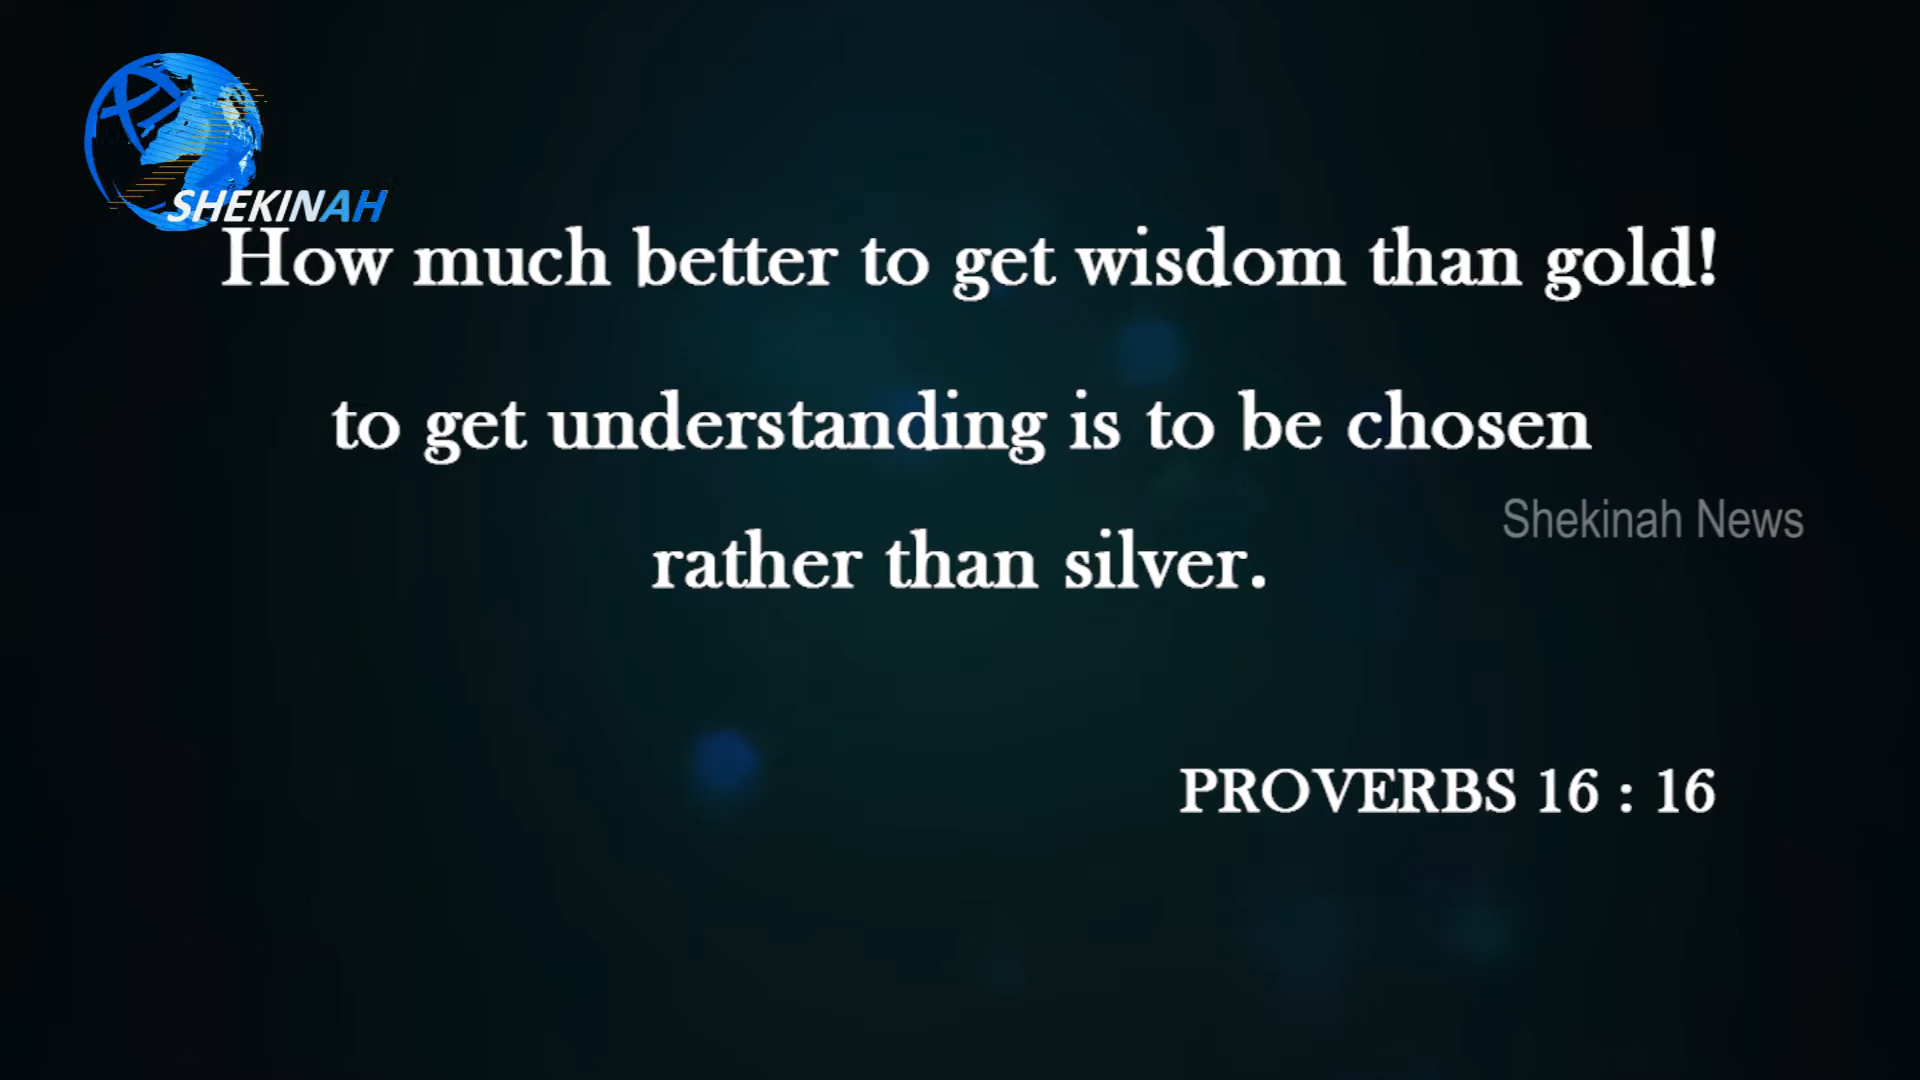 SHEKINAH
How much better to get wisdom than gold!
to get understanding is to be chosen
Shekinah News
rather than silver.
PROVERBS 16 : 16